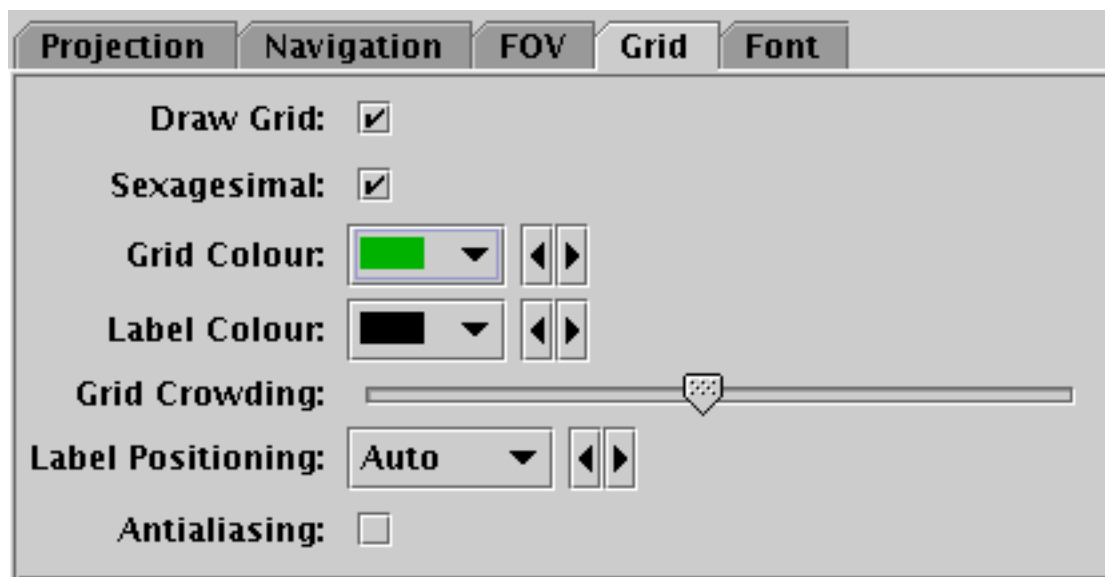 Projection Navigation FOV Grid Font
Draw Grid:
Sexagesimal:
Grid Colour:
Label Colour:
Grid Crowding:
Label Positioning: Auto
Antialiasing: